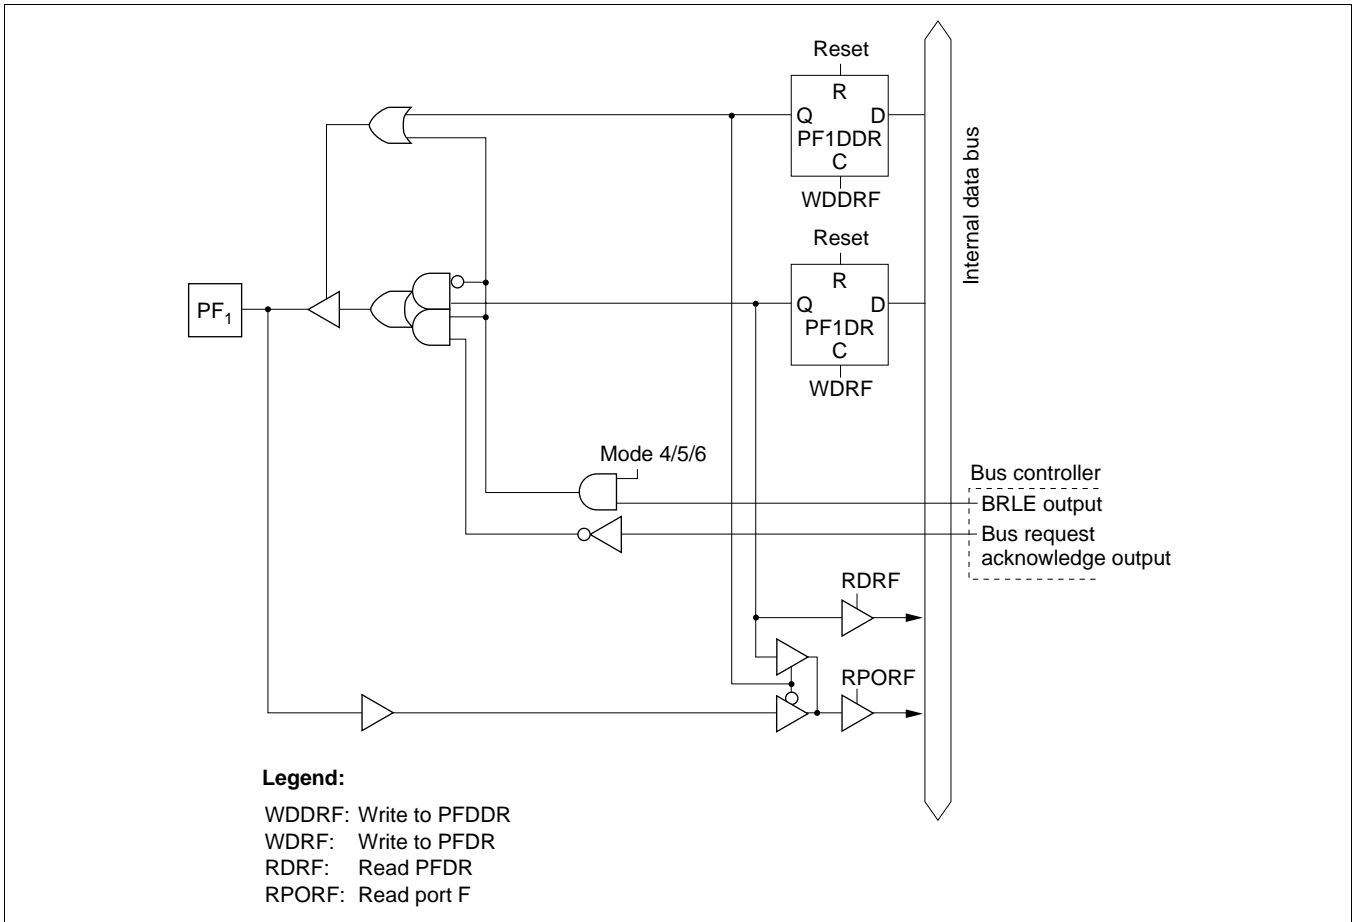 Reset
R
Q D
PF1DDR
C
WDDRF
Internal data bus
Reset
R
Q D
PF1DR
C
WDRF
PF1
Mode 4/5/6
Bus controller
BRLE output
Bus request
acknowledge output
RDRF
RPORF
Legend:
WDDRF: Write to PFDDR
WDRF: Write to PFDR
RDRF: Read PFDR
RPORF: Read port F